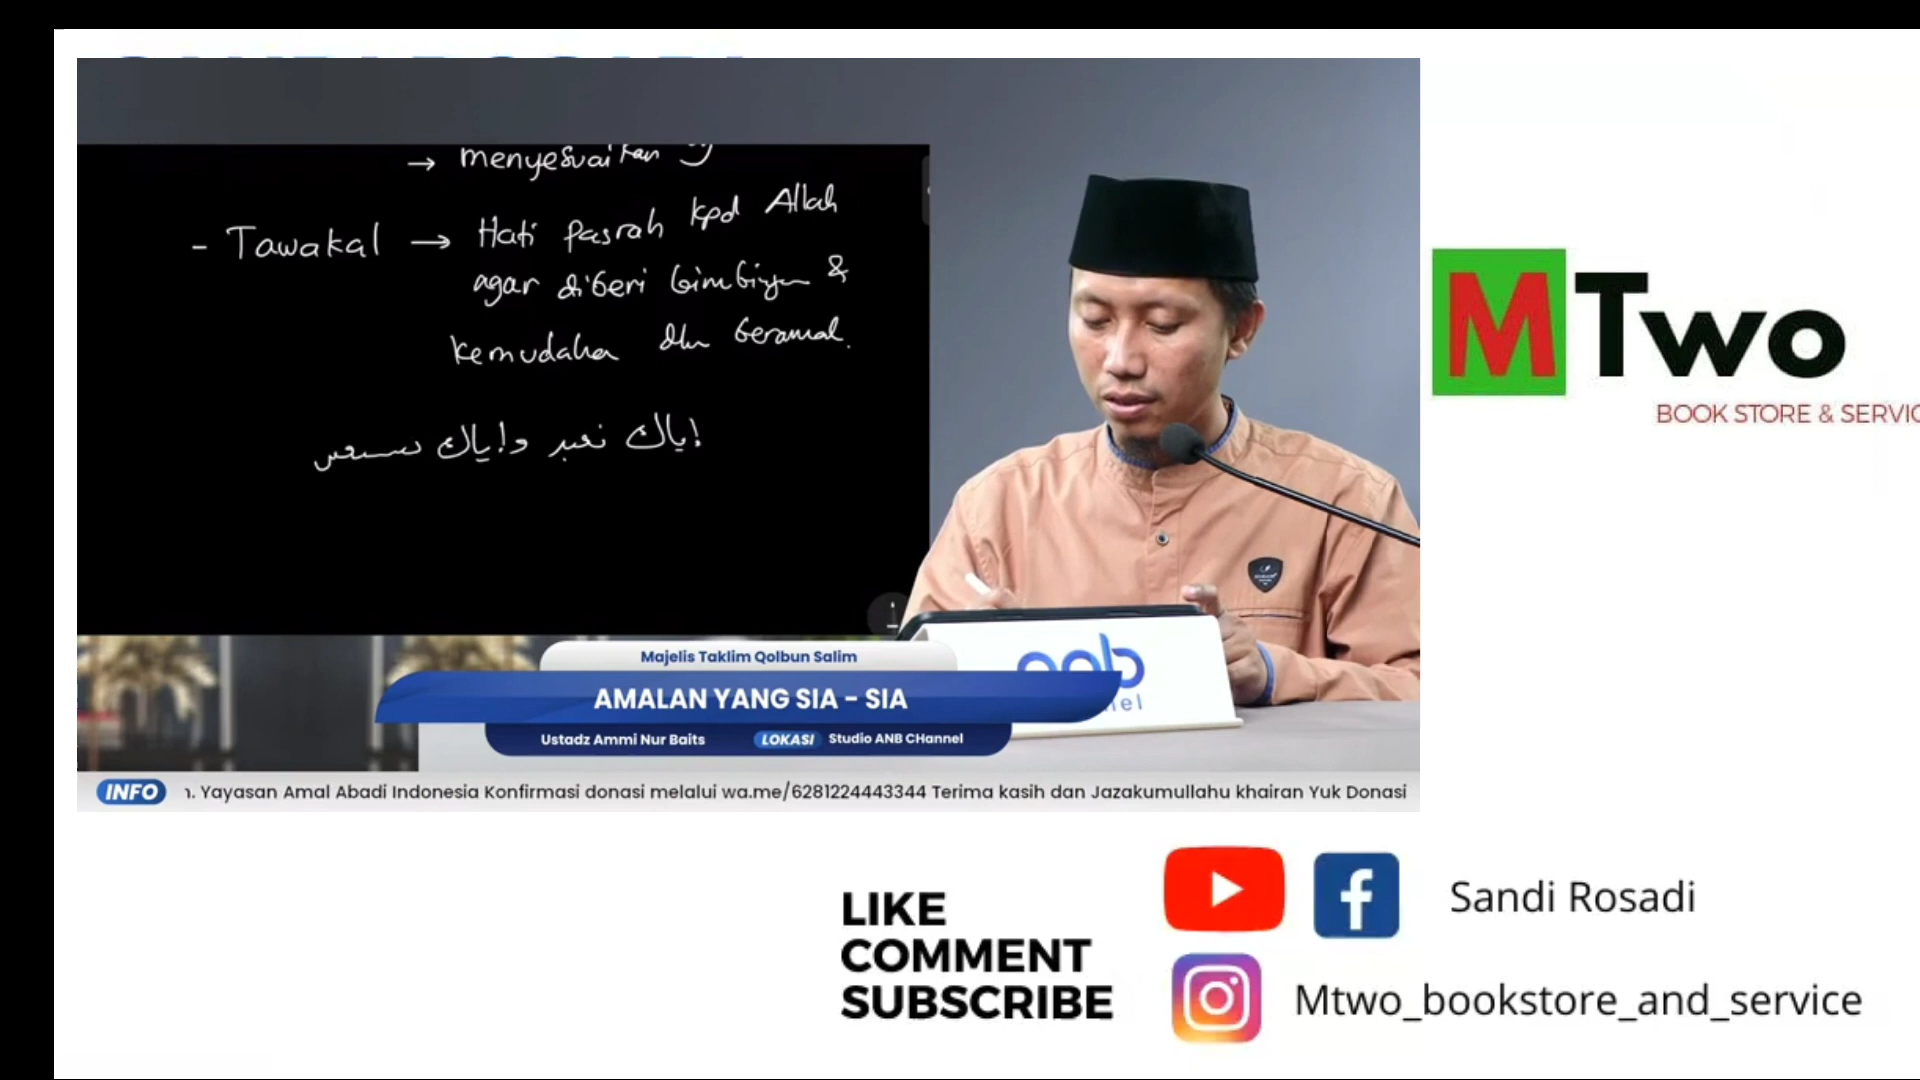 → menyesuaikan
- Tawakal → Hati pasrah kpd Allah
agar diberi bimbingan &
kemudahan dlm beramal.
إياك نعبد وإياك نستعين
Majelis Taklim Qolbun Salim
AMALAN YANG SIA - SIA
Ustadz Ammi Nur Baits LOKASI Studio ANB CHannel
INFO n. Yayasan Amal Abadi Indonesia Konfirmasi donasi melalui wa.me/6281224443344 Terima kasih dan Jazakumullahu khairan Yuk Donasi
MTwo
BOOK STORE & SERVIC
LIKE
COMMENT
SUBSCRIBE
Sandi Rosadi
Mtwo_bookstore_and_service